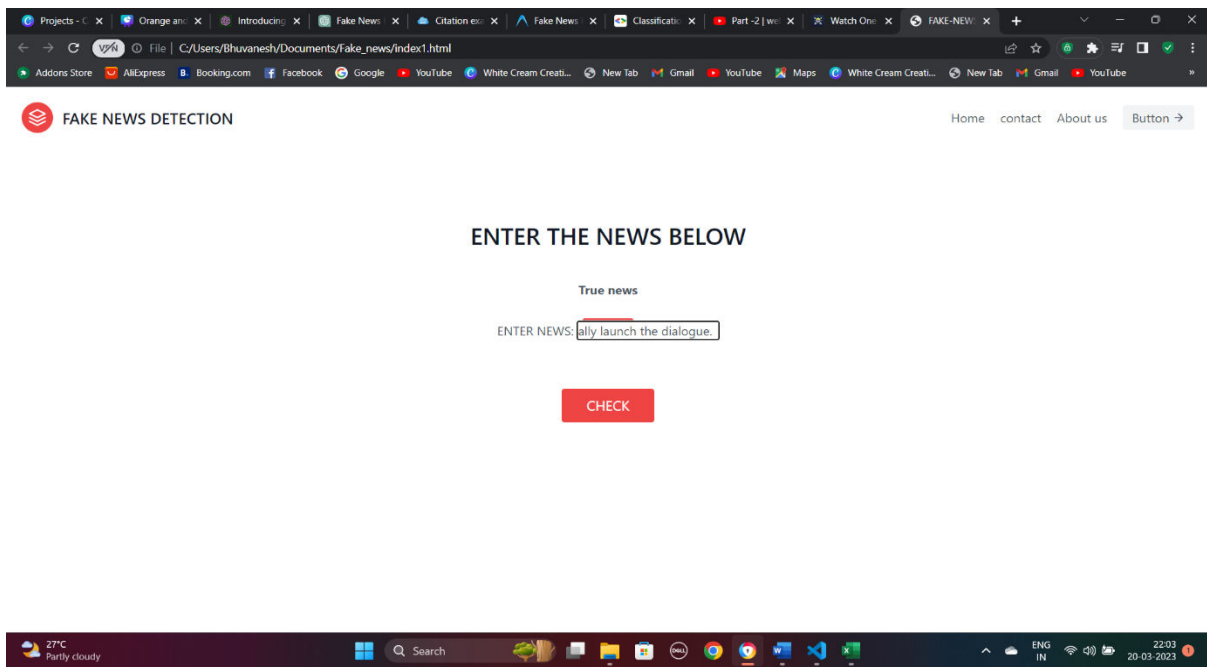 Projects - C Orange and Introducing Fake News Citation exa Fake News Classificatio Part -2 | wei Watch One FAKE-NEWS
VPN File | C:/Users/Bhuvanesh/Documents/Fake_news/index1.html
Addons Store AliExpress B. Booking.com Facebook Google YouTube White Cream Creati... New Tab Gmail YouTube Maps White Cream Creati... New Tab Gmail YouTube »
FAKE NEWS DETECTION Home contact About us Button →
ENTER THE NEWS BELOW
True news
ENTER NEWS: ally launch the dialogue.
CHECK
27°C
Partly cloudy
Search
DELL
ENG
IN
22:03
20-03-2023
1